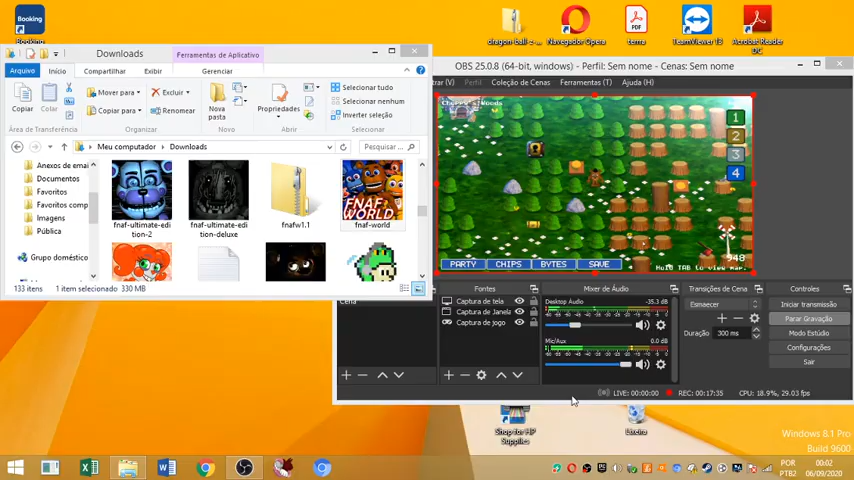 Booking
Booking
dragon-ball-z-...
Navegador Opera
terma
TeamViewer 13
Acrobat Reader DC
Downloads
Ferramentas de Aplicativo
Arquivo
Início
Compartilhar
Exibir
Gerenciar
Copiar
Colar
Mover para
Copiar para
Excluir
Renomear
Nova pasta
Propriedades
Selecionar tudo
Selecionar nenhum
Inverter seleção
Área de Transferência
Organizar
Novo
Abrir
Selecionar
Meu computador
Downloads
Pesquisar ...
Anexos de emai
Documentos
Favoritos
Favoritos comp
Imagens
Pública
Grupo doméstico
fnaf-ultimate-edition-2
fnaf-ultimate-edition-deluxe
fnafw1.1
FNAF WORLD
fnaf-world
133 itens
1 item selecionado 330 MB
OBS 25.0.8 (64-bit, windows) - Perfil: Sem nome - Cenas: Sem nome
trar (V)
Perfil
Coleção de Cenas
Ferramentas (T)
Ajuda (H)
Choppy's Woods
1
2
3
4
PARTY
CHIPS
BYTES
SAVE
948
Hold TAB to view map.
Fontes
Mixer de Áudio
Transições de Cena
Controles
Cena
Captura de tela
Captura de Janela
Captura de jogo
Desktop Áudio
-35.3 dB
Mic/Aux
0.0 dB
Esmaecer
Duração
300 ms
Iniciar transmissão
Parar Gravação
Modo Estúdio
Configurações
Sair
LIVE: 00:00:00
REC: 00:17:35
CPU: 18.9%, 29.03 fps
Shop for HP Supplies
Lixeira
Windows 8.1 Pro
Build 9600
POR
PTB2
00:02
06/09/2020